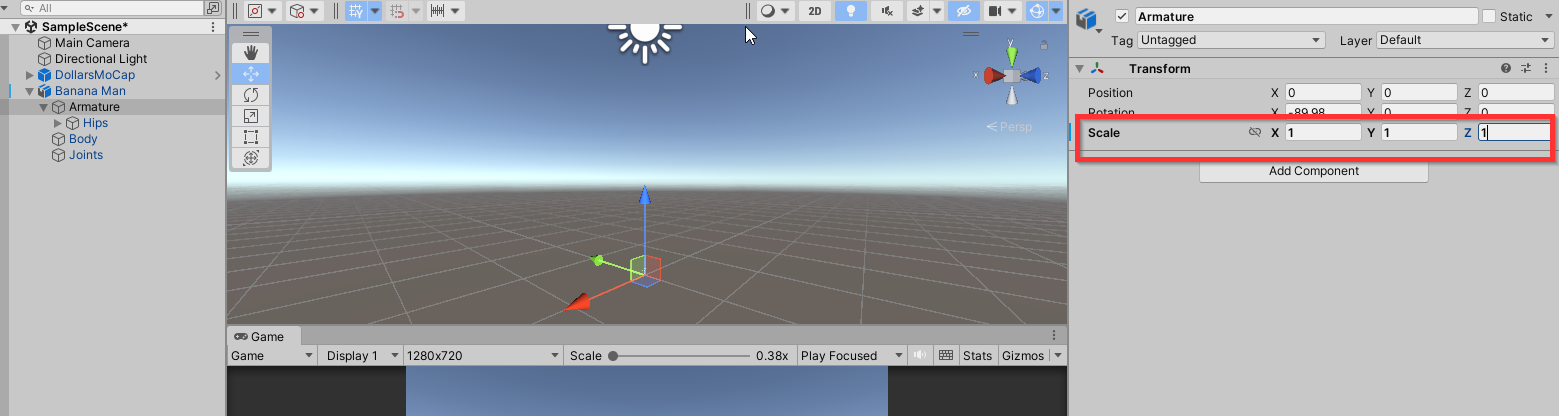 All
SampleScene*
Main Camera
Directional Light
DollarsMoCap
Banana Man
Armature
Hips
Body
Joints
2D
y
x
z
Persp
Game
Game
Display 1
1280x720
Scale
0.38x
Play Focused
Stats
Gizmos
Armature
Static
Tag
Untagged
Layer
Default
Transform
Position X 0 Y 0 Z 0
Rotation X -89.98 Y 0 Z 0
Scale X 1 Y 1 Z 1
Add Component